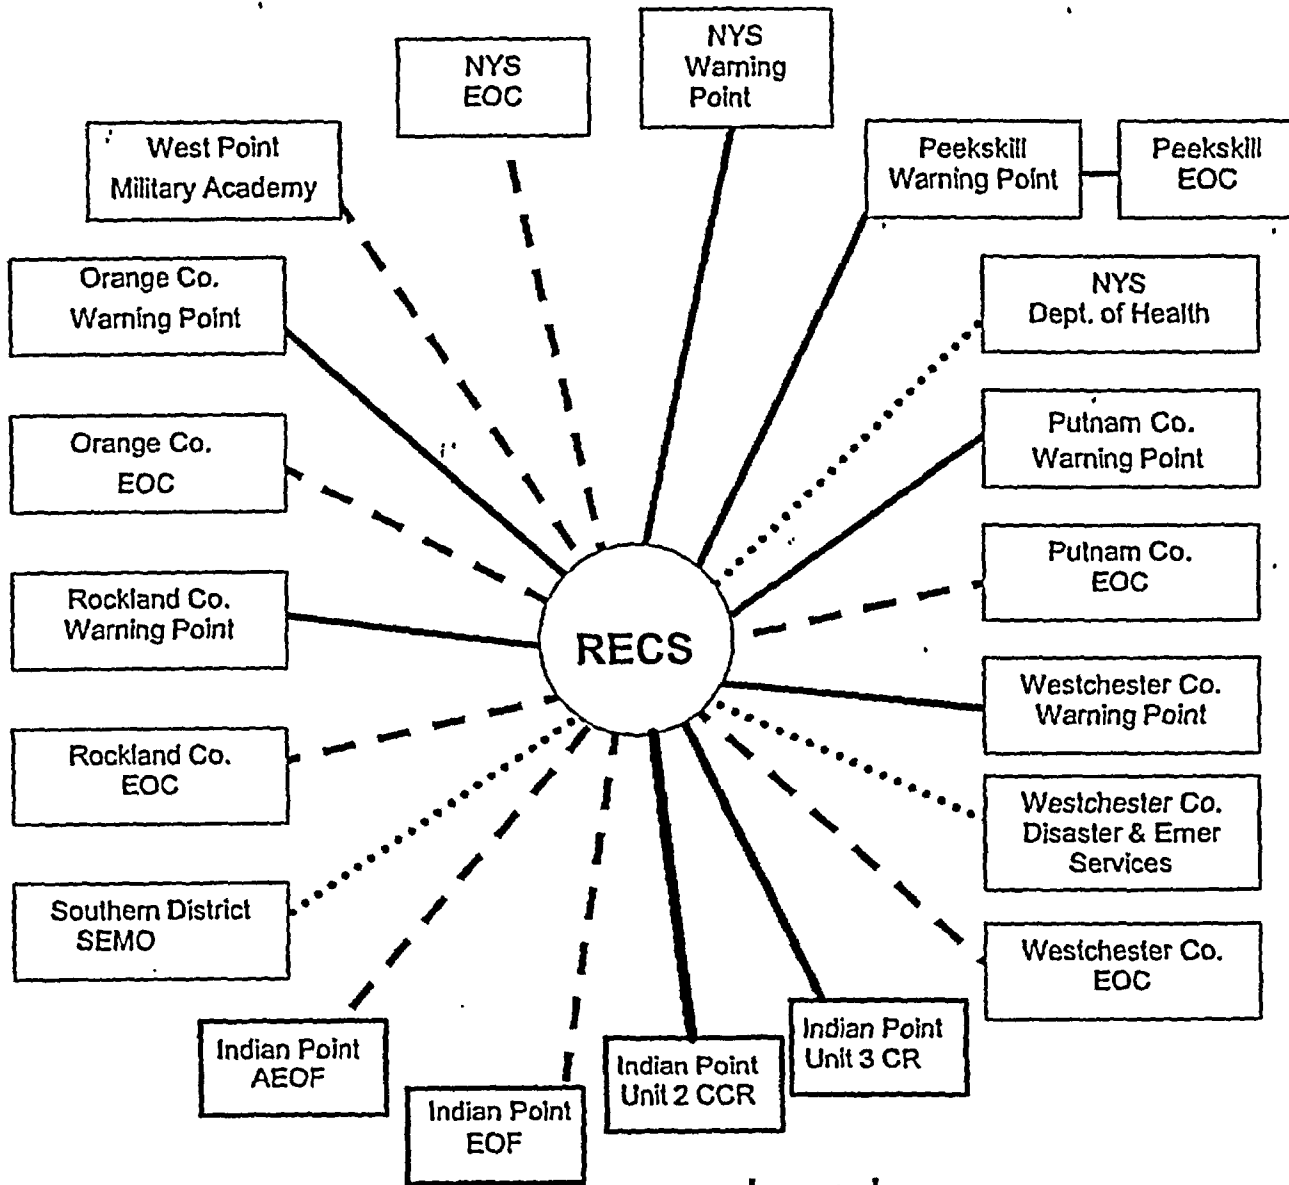 NYS
EOC
NYS
Warning
Point
West Point
Military Academy
Peekskill
Warning Point
Peekskill
EOC
Orange Co.
Warning Point
NYS
Dept. of Health
Orange Co.
EOC
Putnam Co.
Warning Point
Rockland Co.
Warning Point
Putnam Co.
EOC
RECS
Westchester Co.
Warning Point
Rockland Co.
EOC
Westchester Co.
Disaster & Emer
Services
Southern District
SEMO
Westchester Co.
EOC
Indian Point
AEOF
Indian Point
EOF
Indian Point
Unit 2 CCR
Indian Point
Unit 3 CR